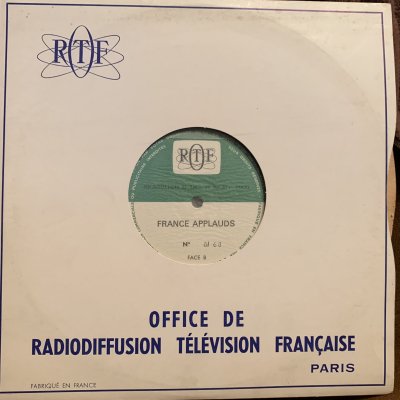 RTF
RTF
FRANCE APPLAUDS
N°
FACE B
OFFICE DE
RADIODIFFUSION TÉLÉVISION FRANÇAISE
PARIS
FABRIQUÉ EN FRANCE